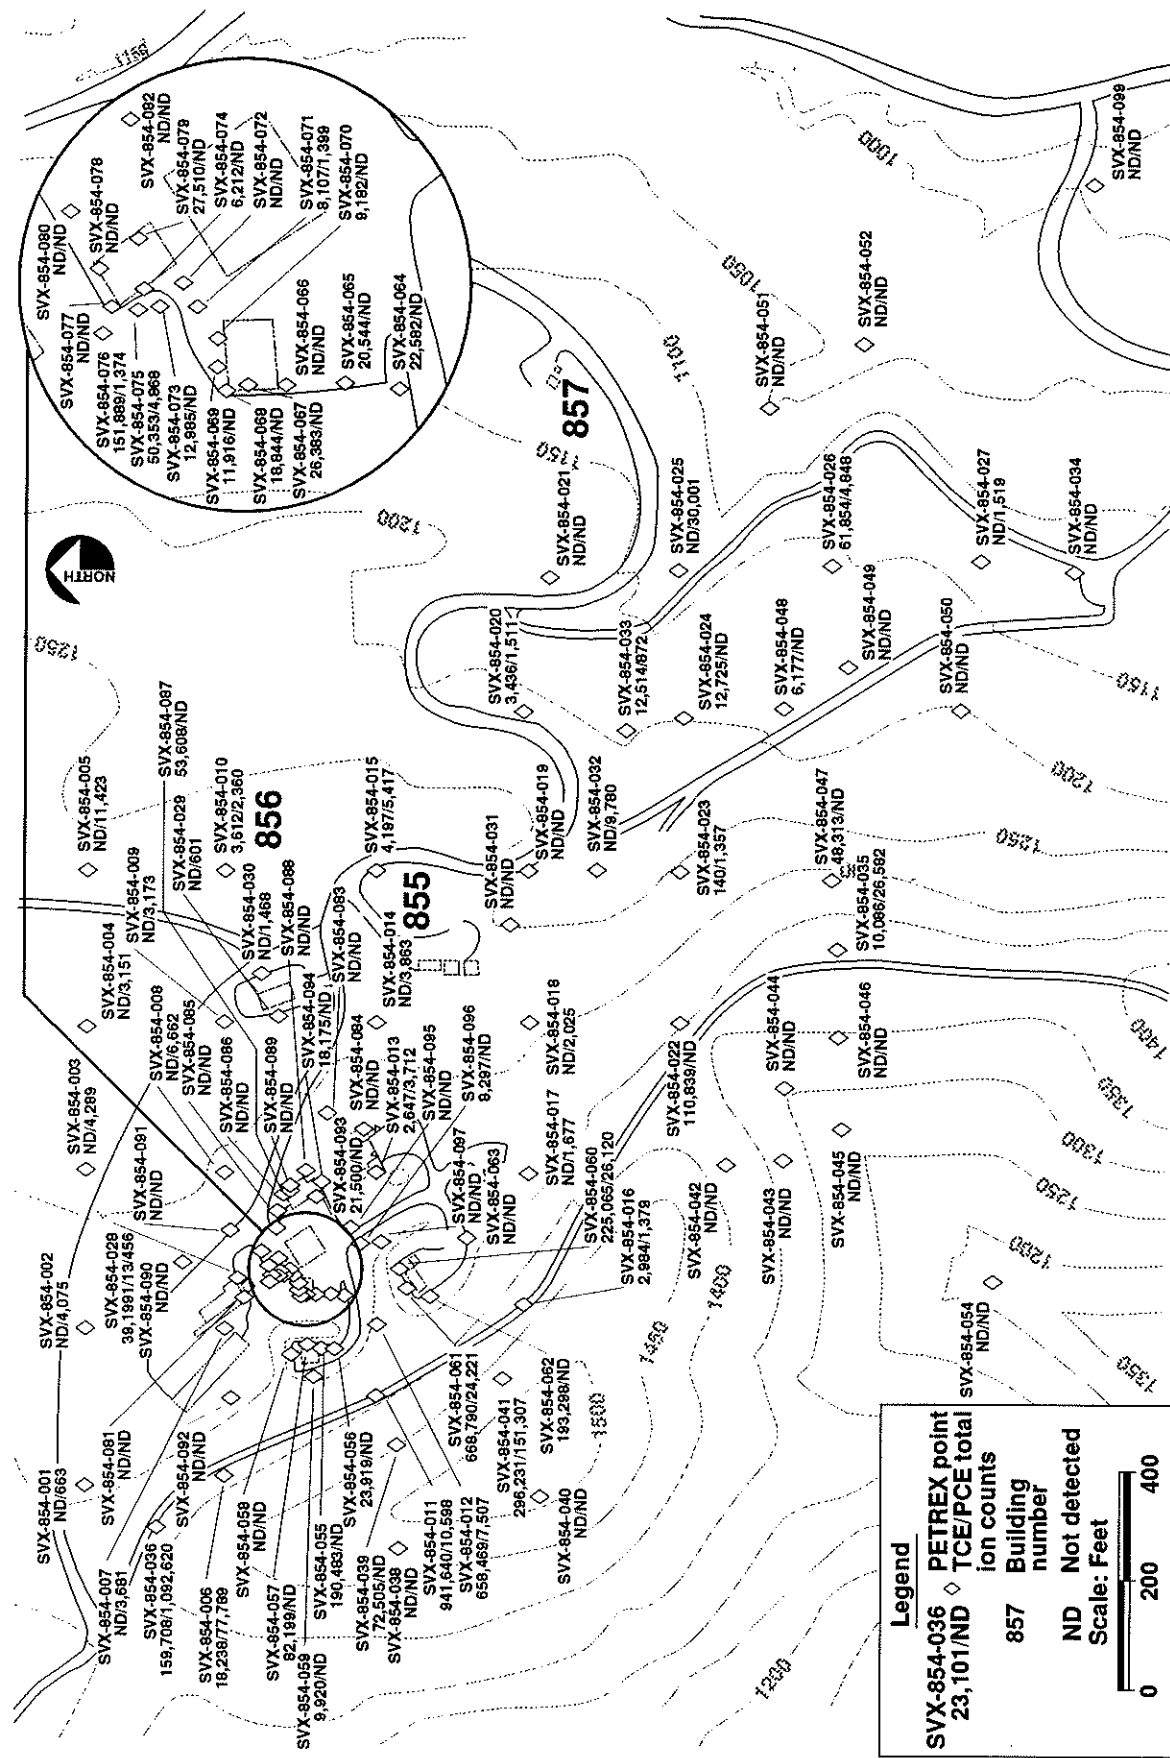 SVX-854-001
ND/663
SVX-854-002
ND/4,075
SVX-854-003
ND/4,289
SVX-854-004
ND/3,151
SVX-854-005
ND/11,423
SVX-854-007
ND/3,681
SVX-854-081
ND/ND
SVX-854-028
39,1991/13/456
SVX-854-090
ND/ND
SVX-854-091
ND/ND
SVX-854-008
ND/6,662
SVX-854-085
ND/ND
SVX-854-009
ND/3,173
SVX-854-029
ND/601
SVX-854-087
53,608/ND
SVX-854-036
159,708/1,092,620
SVX-854-092
ND/ND
SVX-854-086
ND/ND
SVX-854-089
ND/ND
SVX-854-030
ND/1,468
SVX-854-088
ND/ND
SVX-854-010
3,612/2,360
856
SVX-854-006
18,238/77,789
SVX-854-059
ND/ND
SVX-854-057
82,199/ND
SVX-854-059
9,920/ND
SVX-854-055
190,483/ND
SVX-854-056
23,919/ND
SVX-854-094
18,175/ND
SVX-854-083
ND/ND
SVX-854-093
21,500/ND
SVX-854-084
ND/ND
SVX-854-013
2,647/3,712
SVX-854-014
ND/3,863
855
SVX-854-015
4,197/5,417
SVX-854-039
72,505/ND
SVX-854-038
ND/ND
SVX-854-011
941,640/10,598
SVX-854-012
658,469/7,507
SVX-854-061
668,790/24,221
SVX-854-095
ND/ND
SVX-854-096
9,297/ND
SVX-854-097
ND/ND
SVX-854-063
ND/ND
SVX-854-031
ND/ND
SVX-854-019
ND/ND
SVX-854-020
3,436/1,511
SVX-854-021
ND/ND
857
SVX-854-041
296,231/151,307
SVX-854-062
193,298/ND
SVX-854-040
ND/ND
SVX-854-017
ND/1,677
SVX-854-018
ND/2,025
SVX-854-060
225,065/26,120
SVX-854-016
2,984/1,379
SVX-854-032
ND/9,780
SVX-854-033
12,514/872
SVX-854-022
110,839/ND
SVX-854-023
140/1,357
SVX-854-024
12,725/ND
SVX-854-025
ND/30,001
SVX-854-042
ND/ND
SVX-854-043
ND/ND
SVX-854-044
ND/ND
SVX-854-048
6,177/ND
SVX-854-051
ND/ND
SVX-854-045
ND/ND
SVX-854-046
ND/ND
SVX-854-047
48,313/ND
SVX-854-035
10,086/26,582
SVX-854-049
ND/ND
SVX-854-026
61,854/4,848
SVX-854-052
ND/ND
SVX-854-054
ND/ND
SVX-854-050
ND/ND
SVX-854-027
ND/1,519
SVX-854-034
ND/ND
SVX-854-099
ND/ND
SVX-854-080
ND/ND
SVX-854-077
ND/ND
SVX-854-078
ND/ND
SVX-854-082
ND/ND
SVX-854-076
151,889/1,374
SVX-854-075
50,353/4,968
SVX-854-073
12,985/ND
SVX-854-079
27,510/ND
SVX-854-074
6,212/ND
SVX-854-072
ND/ND
SVX-854-071
8,107/1,399
SVX-854-070
9,182/ND
SVX-854-069
11,916/ND
SVX-854-068
18,844/ND
SVX-854-067
26,383/ND
SVX-854-066
ND/ND
SVX-854-065
20,544/ND
SVX-854-064
22,582/ND
NORTH
1150
1250
1200
1150
1100
1050
1000
1150
1200
1250
1400
1350
1300
1250
1200
1350
1400
1450
1500
1200
Legend
SVX-854-036 PETREX point
23,101/ND TCE/PCE total
ion counts
857 Building
number
ND Not detected
Scale: Feet
0 200 400